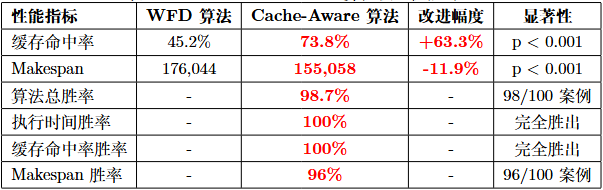 性能指标 WFD 算法 Cache-Aware 算法 改进幅度 显著性
缓存命中率 45.2% 73.8% +63.3% p < 0.001
Makespan 176,044 155,058 -11.9% p < 0.001
算法总胜率 - 98.7% - 98/100 案例
执行时间胜率 - 100% - 完全胜出
缓存命中率胜率 - 100% - 完全胜出
Makespan 胜率 - 96% - 96/100 案例